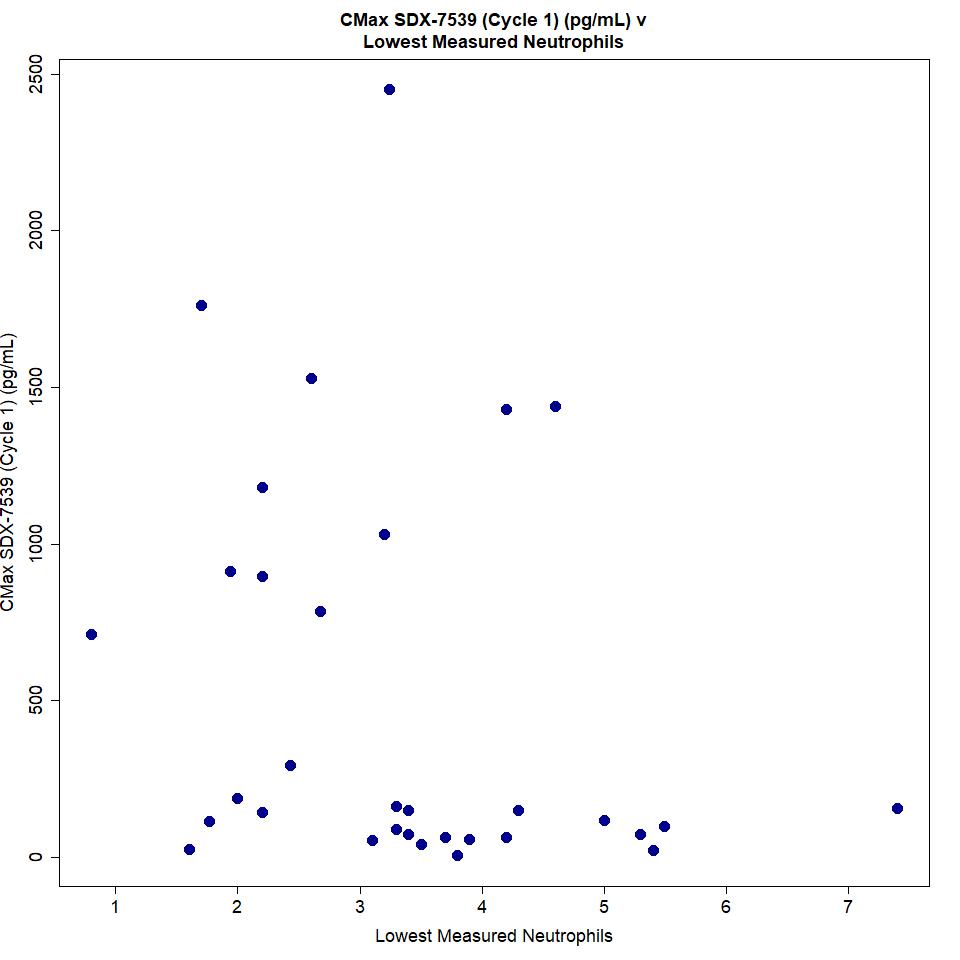 CMax SDX-7539 (Cycle 1) (pg/mL) v
Lowest Measured Neutrophils
CMax SDX-7539 (Cycle 1) (pg/mL)
2500
2000
1500
1000
500
0
1 2 3 4 5 6 7
Lowest Measured Neutrophils